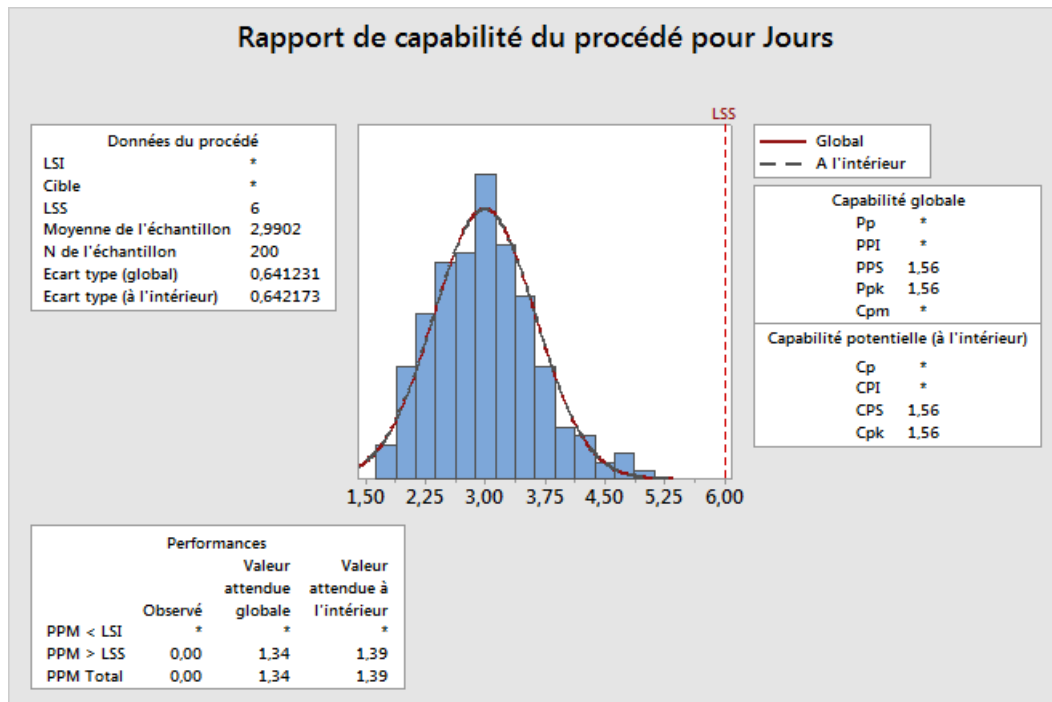 Rapport de capabilité du procédé pour Jours
Données du procédé
LSI *
Cible *
LSS 6
Moyenne de l'échantillon 2,9902
N de l'échantillon 200
Ecart type (global) 0,641231
Ecart type (à l'intérieur) 0,642173
LSS
Global
A l'intérieur
Capabilité globale
Pp *
PPI *
PPS 1,56
Ppk 1,56
Cpm *
Capabilité potentielle (à l'intérieur)
Cp *
CPI *
CPS 1,56
Cpk 1,56
1,50 2,25 3,00 3,75 4,50 5,25 6,00
Performances
Valeur Valeur
attendue attendue à
Observé globale l'intérieur
PPM < LSI * * *
PPM > LSS 0,00 1,34 1,39
PPM Total 0,00 1,34 1,39